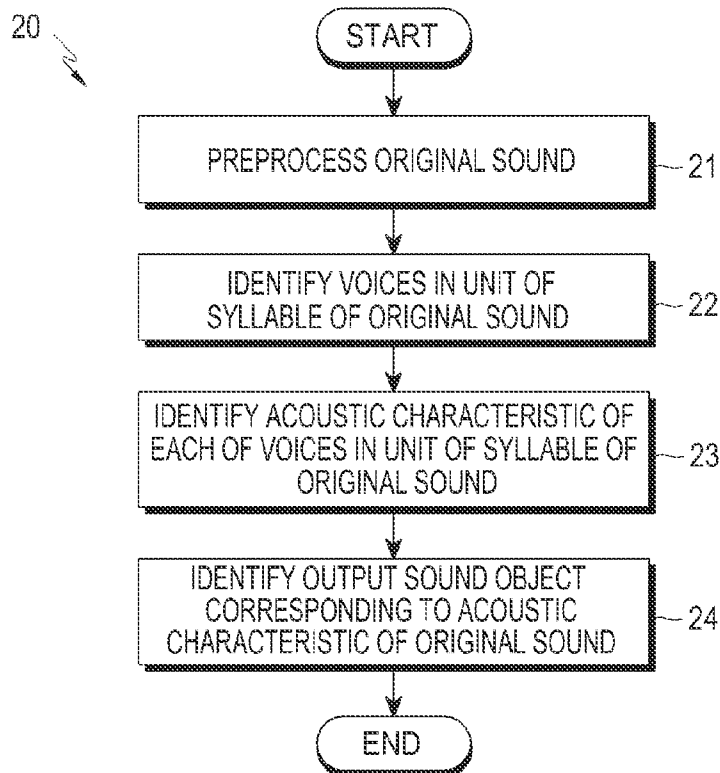 20
START
PREPROCESS ORIGINAL SOUND
21
IDENTIFY VOICES IN UNIT OF
SYLLABLE OF ORIGINAL SOUND
22
IDENTIFY ACOUSTIC CHARACTERISTIC OF
EACH OF VOICES IN UNIT OF SYLLABLE OF
ORIGINAL SOUND
23
IDENTIFY OUTPUT SOUND OBJECT
CORRESPONDING TO ACOUSTIC
CHARACTERISTIC OF ORIGINAL SOUND
24
END